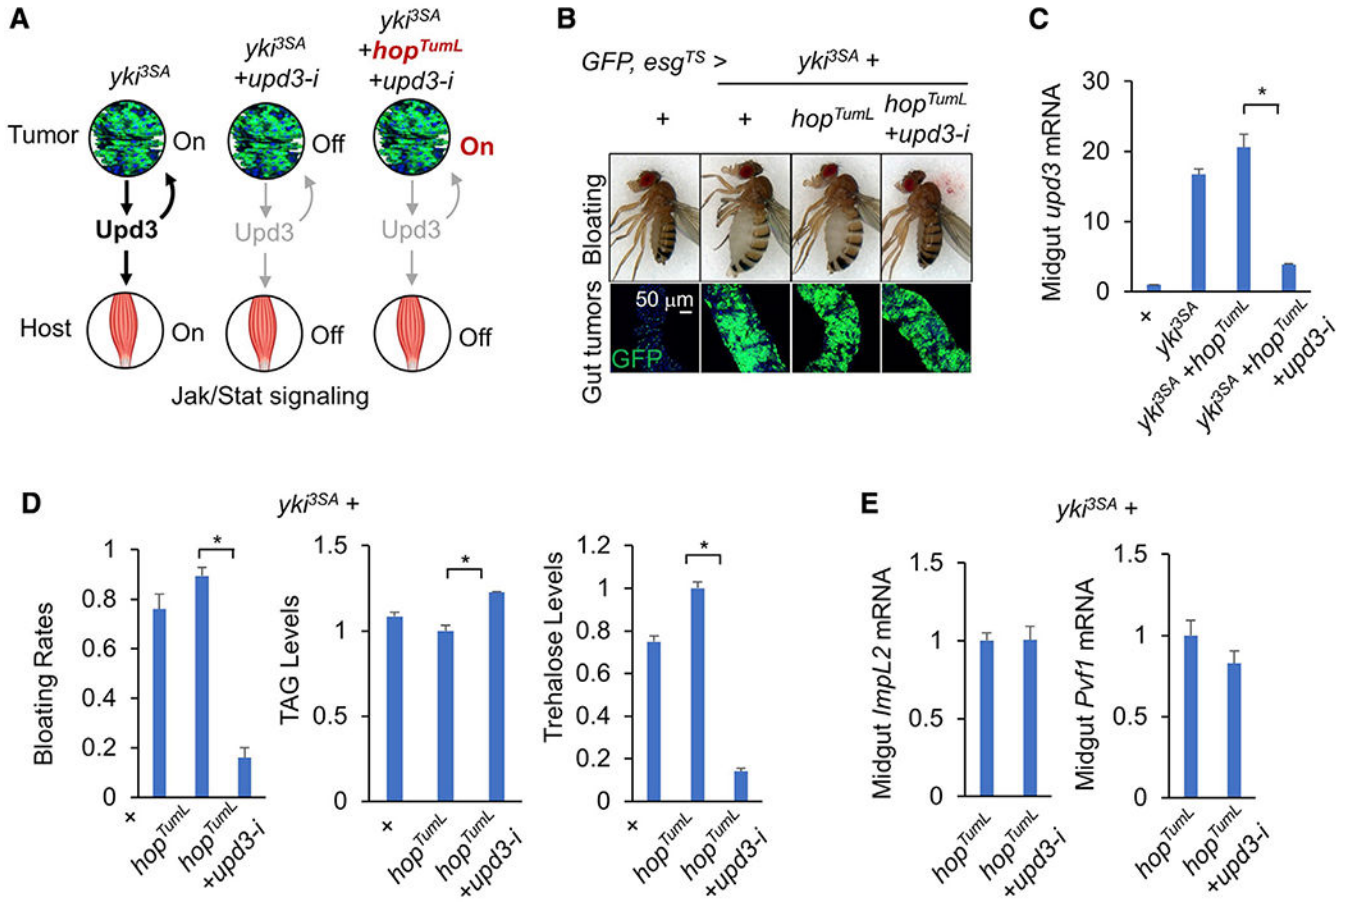 A
yki3SA
yki3SA
+upd3-i
yki3SA
+hopTumL
+upd3-i
Tumor
On
Off
On
Upd3
Upd3
Upd3
Host
On
Off
Off
Jak/Stat signaling
B
GFP, esgTS >
yki3SA +
+
+
hopTumL
hopTumL
+upd3-i
Bloating
Gut tumors
50 μm
GFP
C
Midgut upd3 mRNA
30
20
10
0
*
+
yki3SA
yki3SA +hopTumL
yki3SA +hopTumL
+upd3-i
D
yki3SA +
Bloating Rates
1
0.8
0.6
0.4
0.2
0
*
+
hopTumL
hopTumL
+upd3-i
TAG Levels
1.5
1
0.5
0
*
+
hopTumL
hopTumL
+upd3-i
Trehalose Levels
1.2
1
0.8
0.6
0.4
0.2
0
*
+
hopTumL
hopTumL
+upd3-i
E
yki3SA +
Midgut ImpL2 mRNA
1.5
1
0.5
0
hopTumL
hopTumL
+upd3-i
Midgut Pvf1 mRNA
1.5
1
0.5
0
hopTumL
hopTumL
+upd3-i